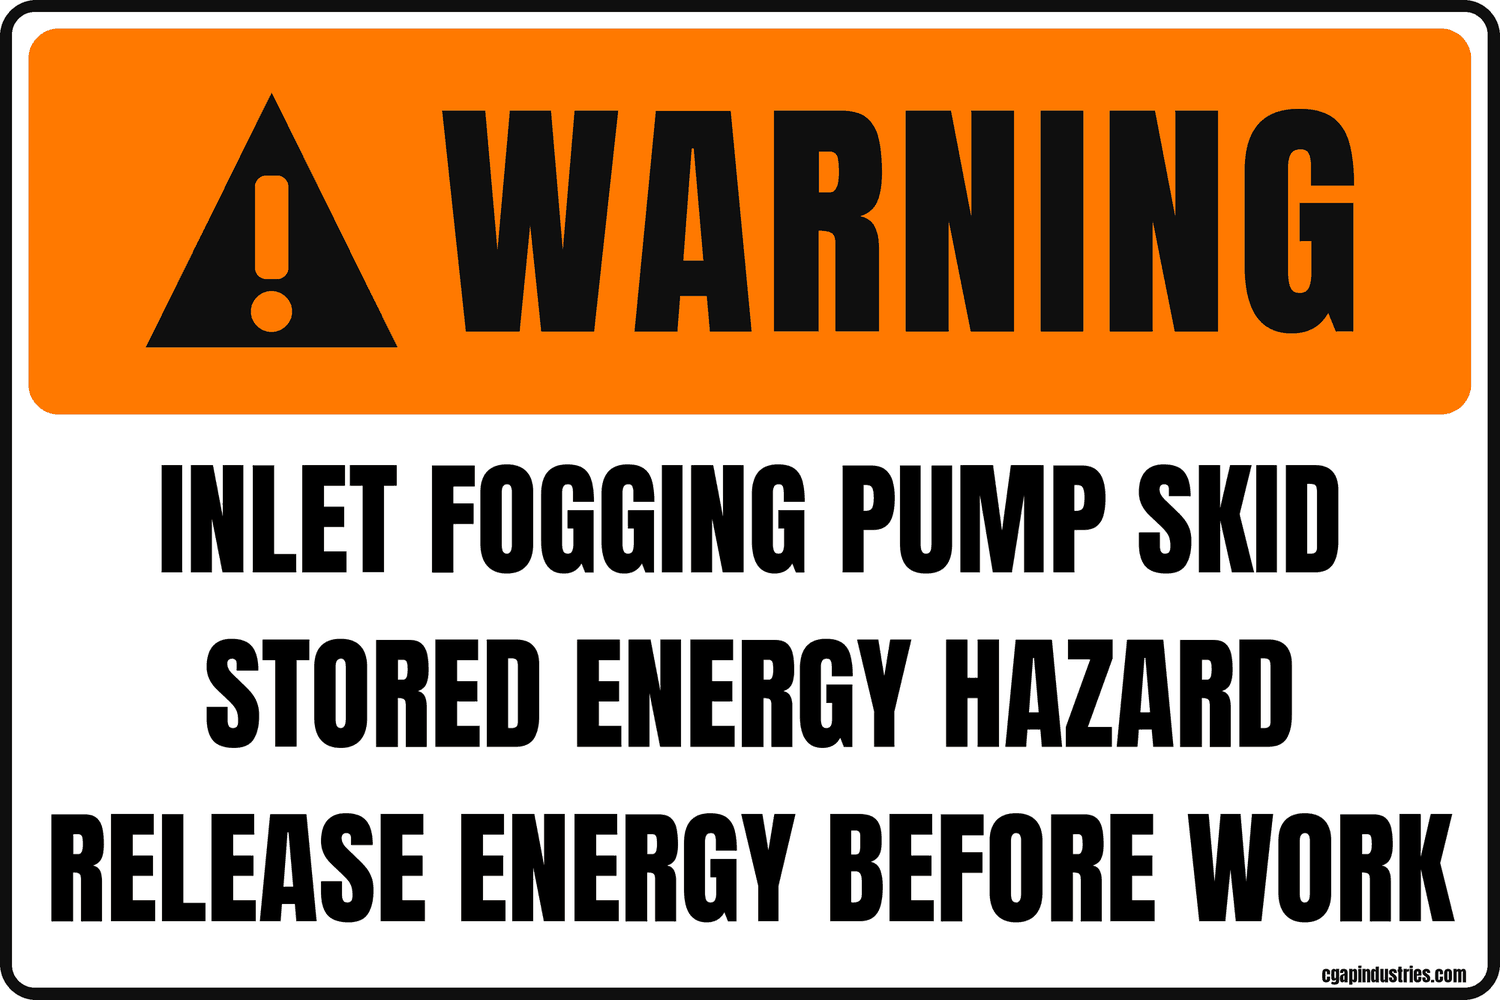 WARNING
INLET FOGGING PUMP SKID
STORED ENERGY HAZARD
RELEASE ENERGY BEFORE WORK
cgapindustries.com